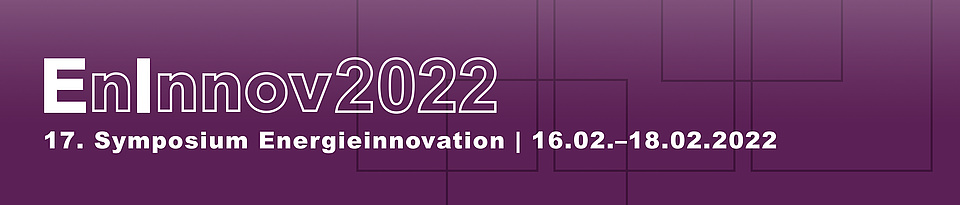 EnInnov2022
17. Symposium Energieinnovation | 16.02.–18.02.2022